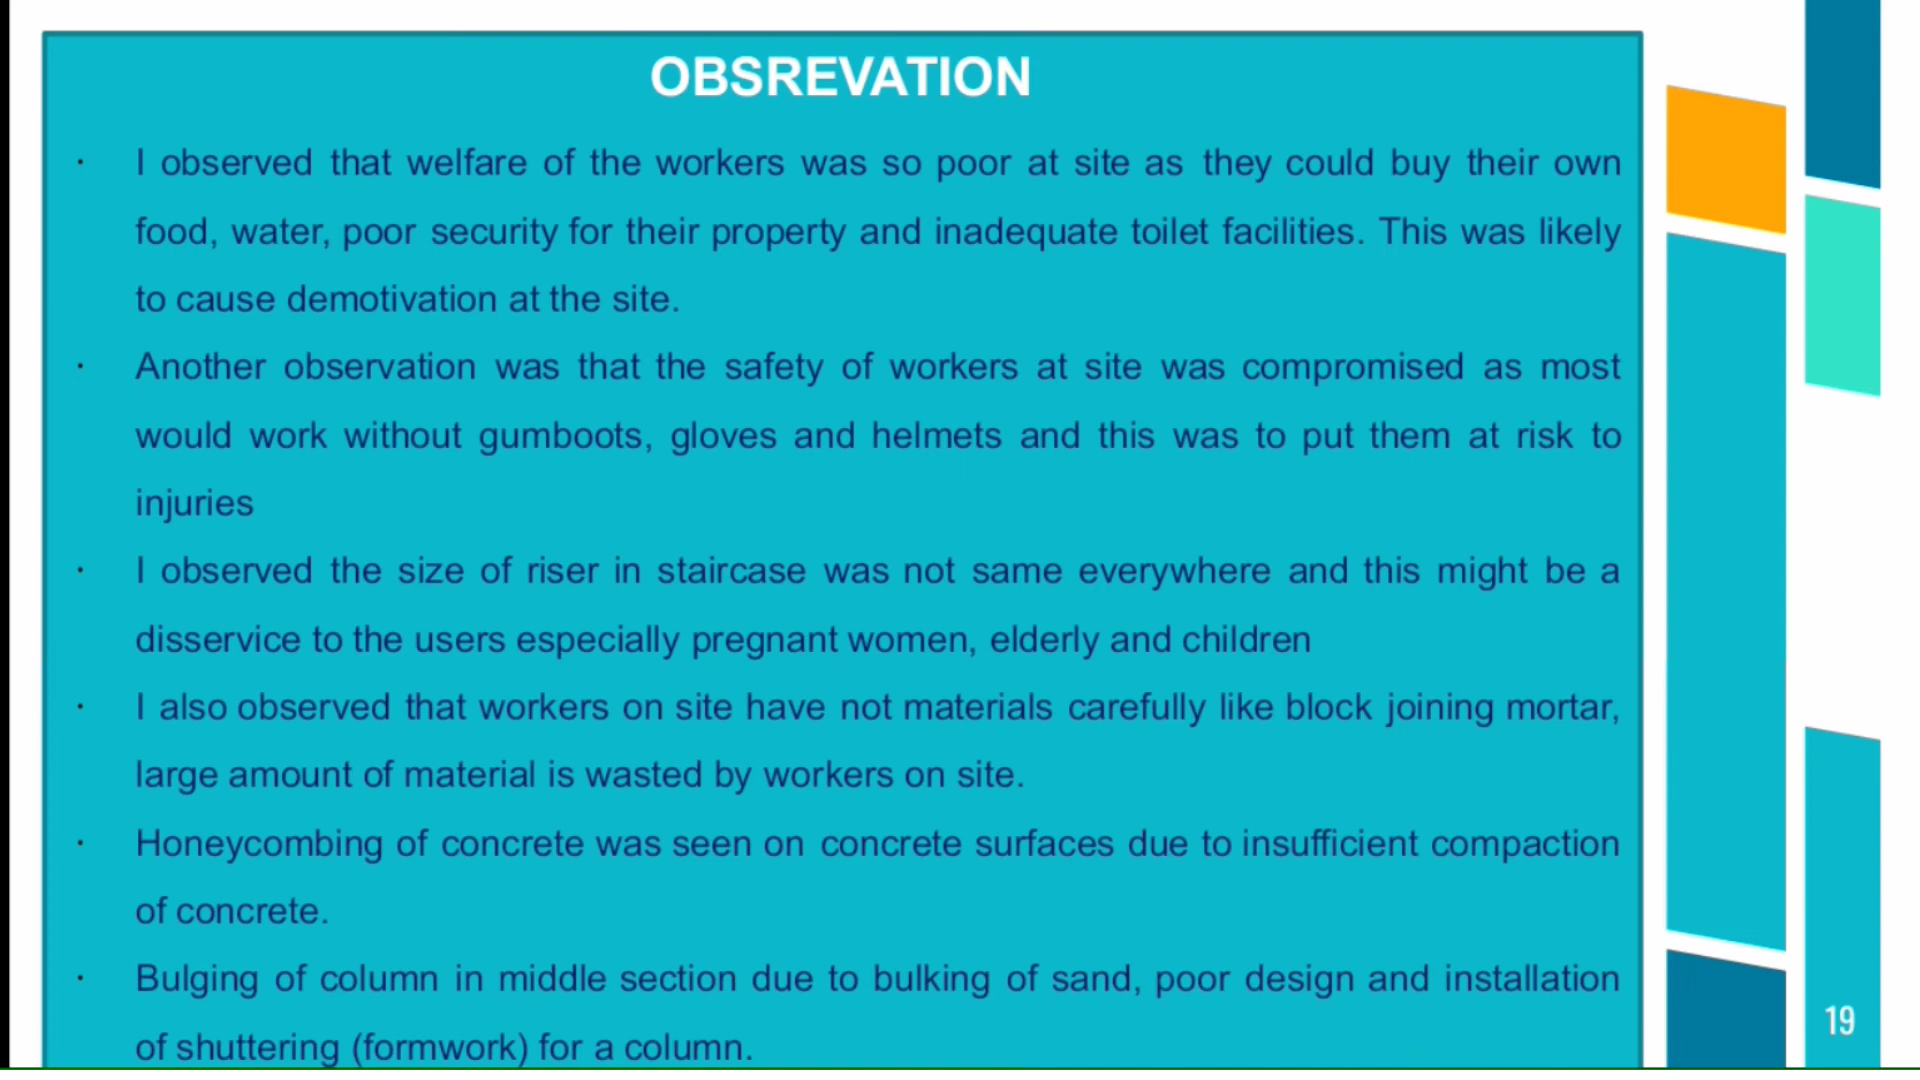 OBSREVATION
· I observed that welfare of the workers was so poor at site as they could buy their own
food, water, poor security for their property and inadequate toilet facilities. This was likely
to cause demotivation at the site.
· Another observation was that the safety of workers at site was compromised as most
would work without gumboots, gloves and helmets and this was to put them at risk to
injuries
· I observed the size of riser in staircase was not same everywhere and this might be a
disservice to the users especially pregnant women, elderly and children
· I also observed that workers on site have not materials carefully like block joining mortar,
large amount of material is wasted by workers on site.
· Honeycombing of concrete was seen on concrete surfaces due to insufficient compaction
of concrete.
· Bulging of column in middle section due to bulking of sand, poor design and installation
of shuttering (formwork) for a column.
19